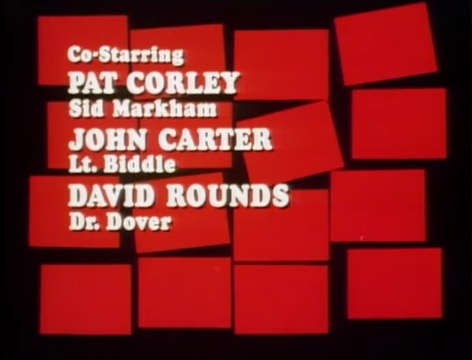 Co-Starring
PAT CORLEY
Sid Markham
JOHN CARTER
Lt. Biddle
DAVID ROUNDS
Dr. Dover